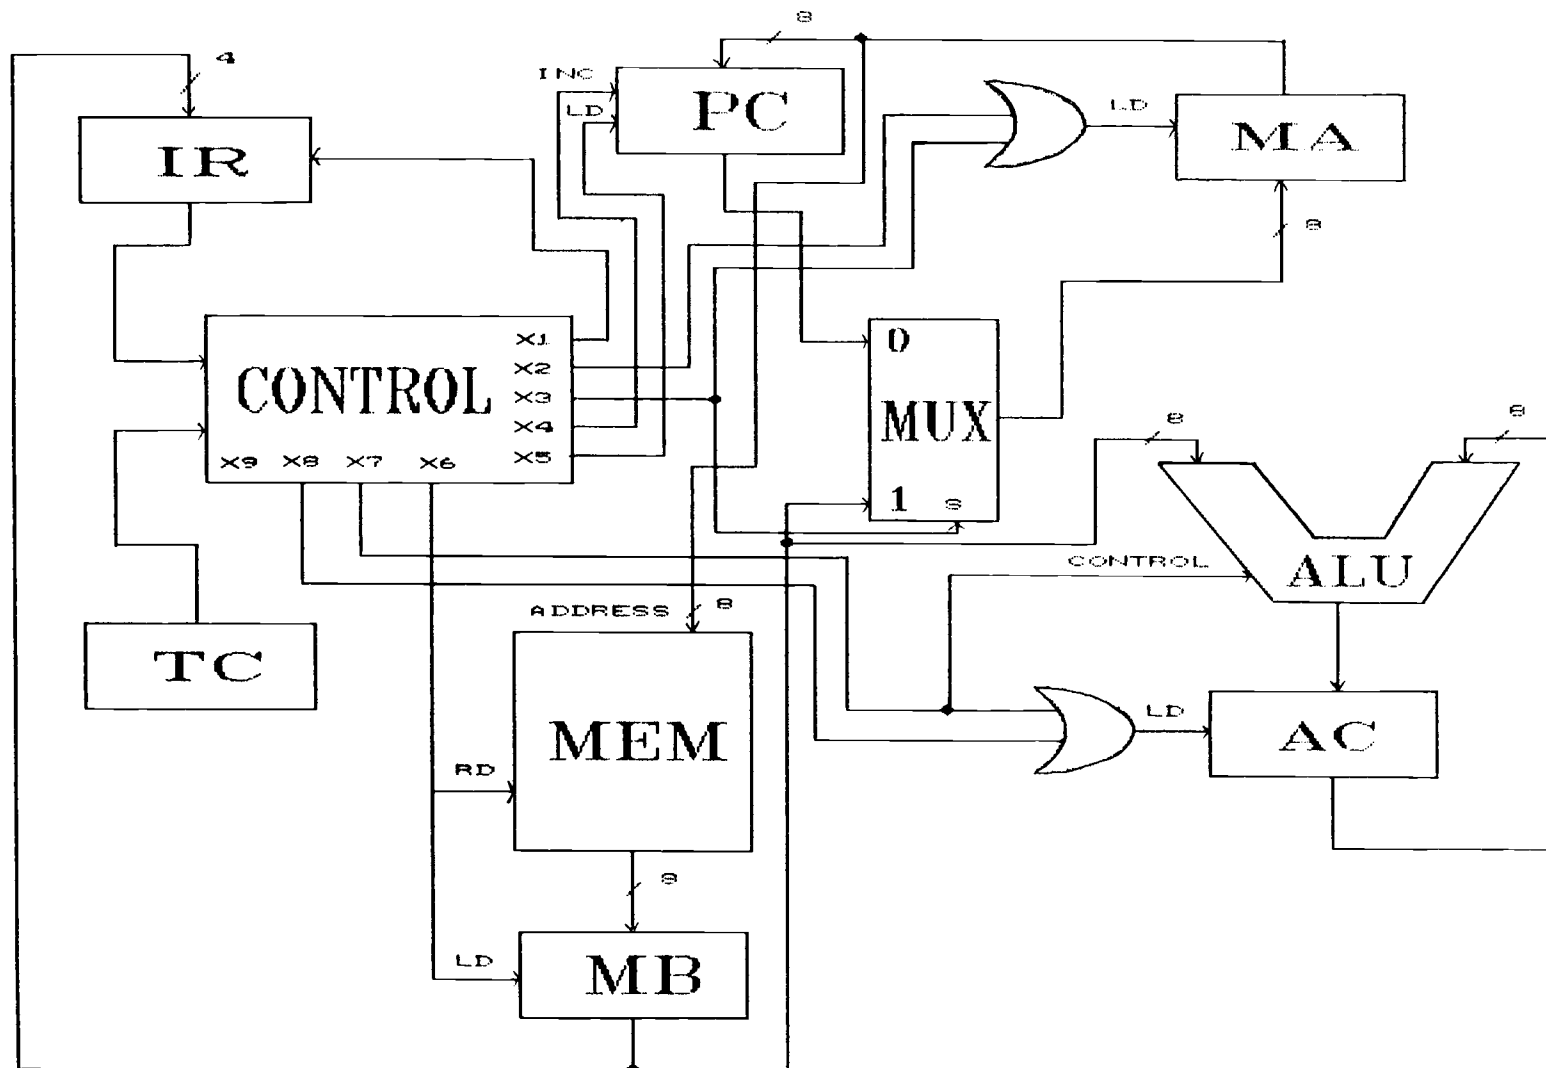 8
4
INC
PC
LD
LD
MA
IR
8
X1
0
X2
CONTROL
X3
MUX
X4
8
8
X5
X9 X8 X7 X6
1 S
CONTROL
ALU
ADDRESS 8
TC
LD
MEM
AC
RD
8
LD
MB